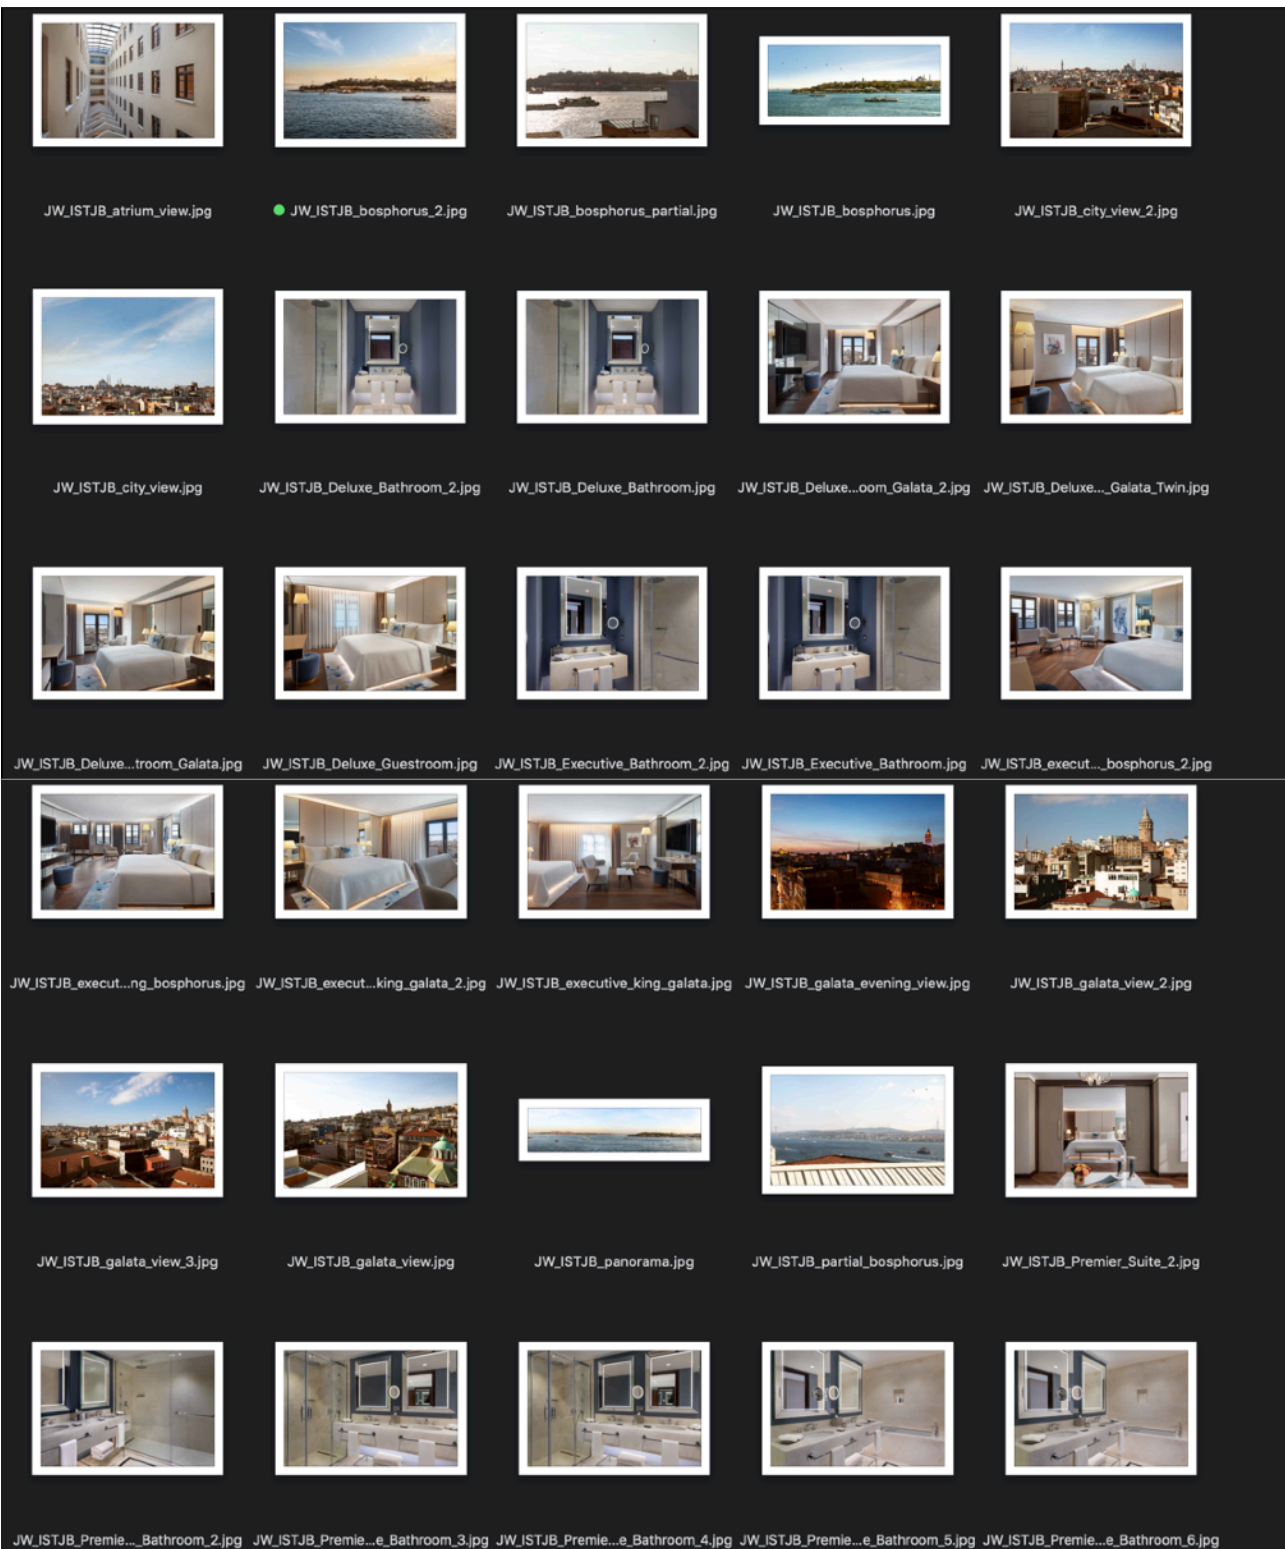 JW_ISTJB_atrium_view.jpg
JW_ISTJB_bosphorus_2.jpg
JW_ISTJB_bosphorus_partial.jpg
JW_ISTJB_bosphorus.jpg
JW_ISTJB_city_view_2.jpg
JW_ISTJB_city_view.jpg
JW_ISTJB_Deluxe_Bathroom_2.jpg
JW_ISTJB_Deluxe_Bathroom.jpg
JW_ISTJB_Deluxe...oom_Galata_2.jpg
JW_ISTJB_Deluxe..._Galata_Twin.jpg
JW_ISTJB_Deluxe...troom_Galata.jpg
JW_ISTJB_Deluxe_Guestroom.jpg
JW_ISTJB_Executive_Bathroom_2.jpg
JW_ISTJB_Executive_Bathroom.jpg
JW_ISTJB_execut..._bosphorus_2.jpg
JW_ISTJB_execut...ng_bosphorus.jpg
JW_ISTJB_execut...king_galata_2.jpg
JW_ISTJB_executive_king_galata.jpg
JW_ISTJB_galata_evening_view.jpg
JW_ISTJB_galata_view_2.jpg
JW_ISTJB_galata_view_3.jpg
JW_ISTJB_galata_view.jpg
JW_ISTJB_panorama.jpg
JW_ISTJB_partial_bosphorus.jpg
JW_ISTJB_Premier_Suite_2.jpg
JW_ISTJB_Premie..._Bathroom_2.jpg
JW_ISTJB_Premie...e_Bathroom_3.jpg
JW_ISTJB_Premie...e_Bathroom_4.jpg
JW_ISTJB_Premie...e_Bathroom_5.jpg
JW_ISTJB_Premie...e_Bathroom_6.jpg